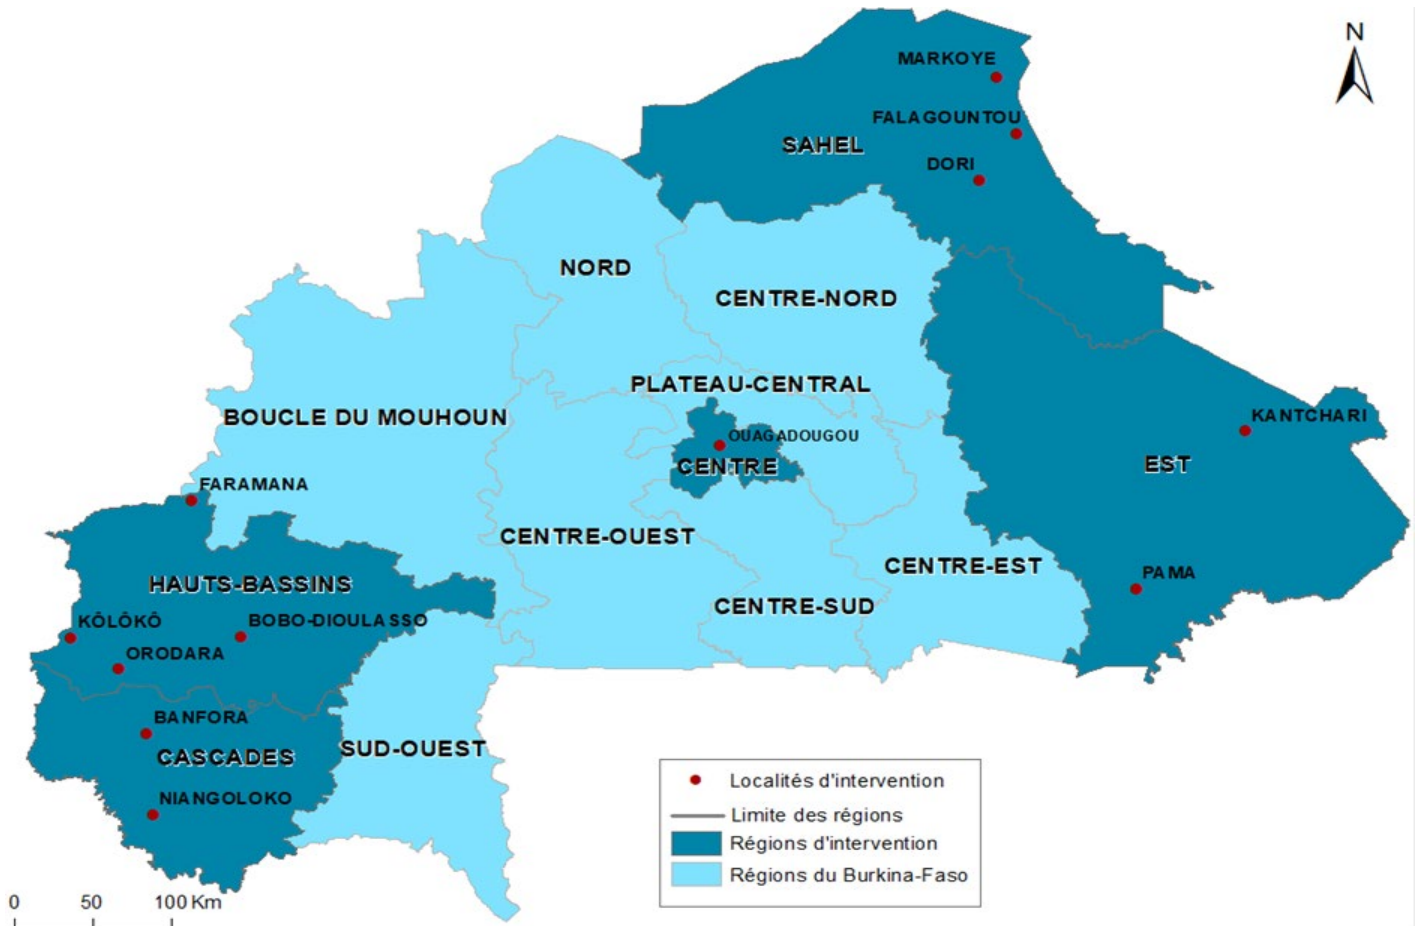 N
MARKOYE
FALAGOUNTOU
SAHEL
DORI
NORD
CENTRE-NORD
PLATEAU-CENTRAL
BOUCLE DU MOUHOUN
KANTCHARI
OUAGADOUGOU
CENTRE
EST
FARAMANA
CENTRE-OUEST
CENTRE-EST
PAMA
HAUTS-BASSINS
CENTRE-SUD
KÔLÔKÔ
BOBO-DIOULASSO
ORODARA
BANFORA
SUD-OUEST
CASCADES
NIANGOLOKO
Localités d'intervention
Limite des régions
Régions d'intervention
Régions du Burkina-Faso
0 50 100 Km